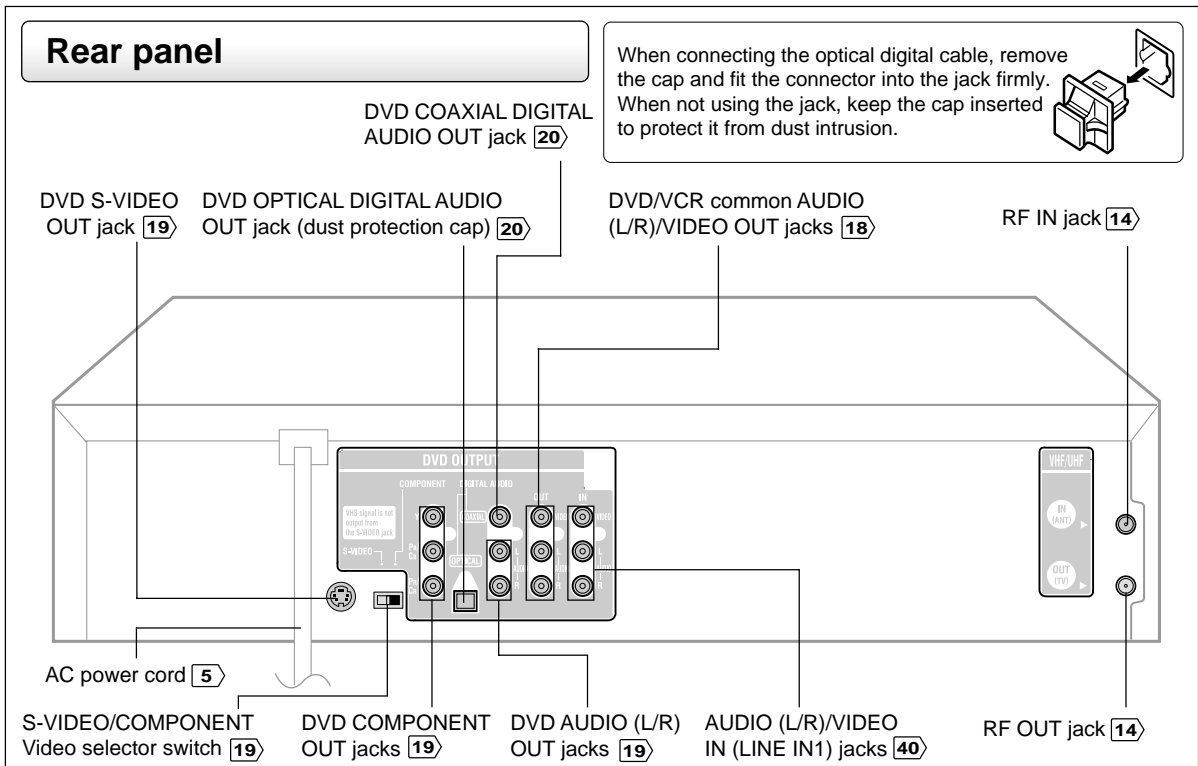 Rear panel
When connecting the optical digital cable, remove
the cap and fit the connector into the jack firmly.
When not using the jack, keep the cap inserted
to protect it from dust intrusion.
DVD COAXIAL DIGITAL
AUDIO OUT jack 20
DVD S-VIDEO
OUT jack 19
DVD OPTICAL DIGITAL AUDIO
OUT jack (dust protection cap) 20
DVD/VCR common AUDIO
(L/R)/VIDEO OUT jacks 18
RF IN jack 14
DVD OUTPUT
COMPONENT
DIGITAL AUDIO
OUT
IN
VHS signal is not
output from
the S-VIDEO jack
S-VIDEO
Y
COAXIAL
OPTICAL
VIDEO
L
R
VIDEO
L
AUDIO
R
VHF/UHF
IN
(ANT)
OUT
(TV)
AC power cord 5
S-VIDEO/COMPONENT
Video selector switch 19
DVD COMPONENT
OUT jacks 19
DVD AUDIO (L/R)
OUT jacks 19
AUDIO (L/R)/VIDEO
IN (LINE IN1) jacks 40
RF OUT jack 14